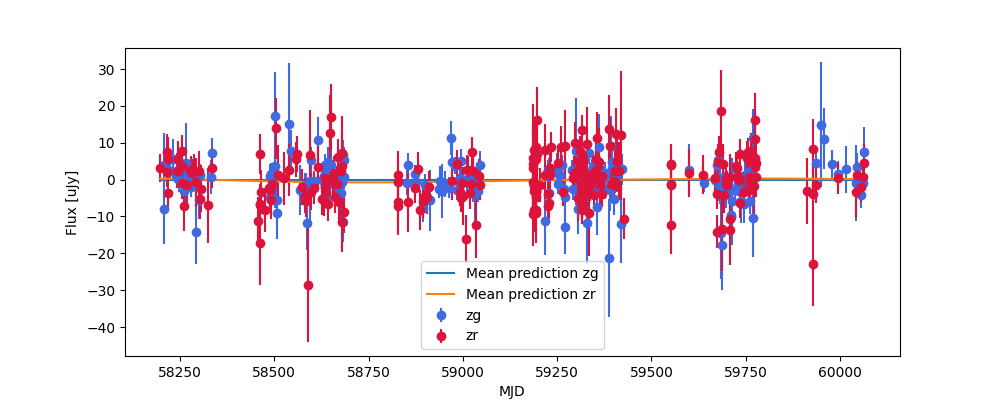 30
20
10
0
−10
−20
−30
−40
Flux [uJy]
Mean prediction zg
Mean prediction zr
zg
zr
58250 58500 58750 59000 59250 59500 59750 60000
MJD